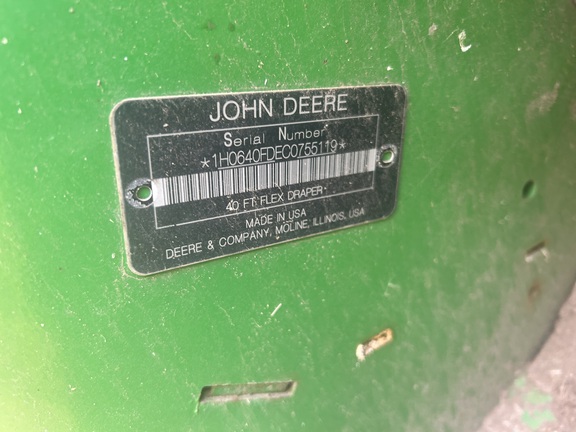 JOHN DEERE
Serial Number
*1H0640FDEC0755119*
40 FT FLEX DRAPER
MADE IN USA
DEERE & COMPANY, MOLINE, ILLINOIS, USA